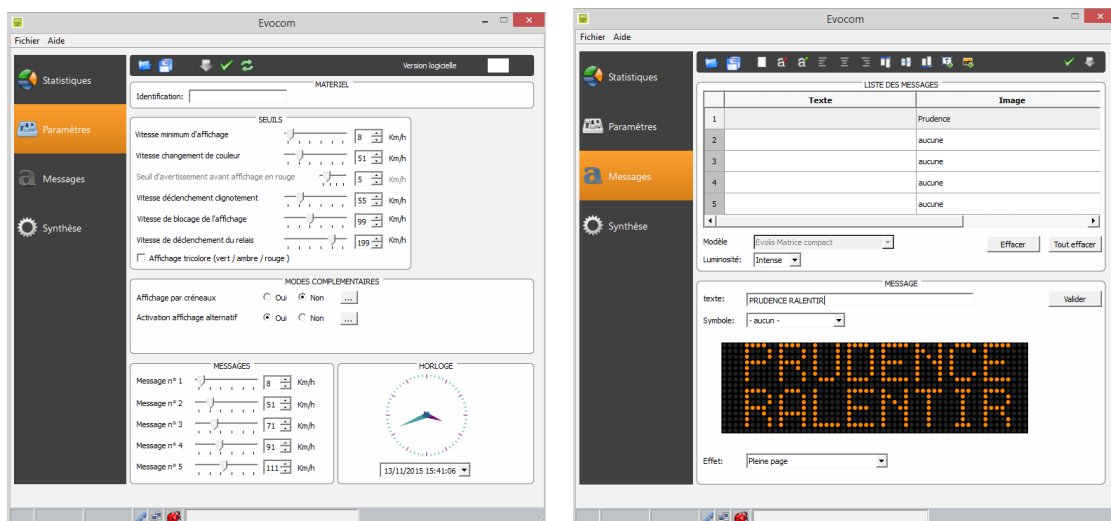 Evocom
Fichier Aide
Statistiques
Paramètres
Messages
Synthèse
Version logicielle
MATERIEL
Identification:
SEUILS
Vitesse minimum d'affichage 8 Km/h
Vitesse changement de couleur 51 Km/h
Seuil d'avertissement avant affichage en rouge 5 Km/h
Vitesse déclenchement clignotement 55 Km/h
Vitesse de blocage de l'affichage 99 Km/h
Vitesse de déclenchement du relais 199 Km/h
Affichage tricolore (vert / ambre / rouge )
MODES COMPLEMENTAIRES
Affichage par créneaux Oui Non ...
Activation affichage alternatif Oui Non ...
MESSAGES
Message n° 1 8 Km/h
Message n° 2 51 Km/h
Message n° 3 71 Km/h
Message n° 4 91 Km/h
Message n° 5 111 Km/h
HORLOGE
13/11/2015 15:41:06
Evocom
Fichier Aide
Statistiques
Paramètres
Messages
Synthèse
LISTE DES MESSAGES
Texte Image
1 Prudence
2 aucune
3 aucune
4 aucune
5 aucune
Modèle Evolis Matrice compact Effacer Tout effacer
Luminosité: Intense
MESSAGE
texte: PRUDENCE RALENTIR Valider
Symbole: - aucun -
PRUDENCE
RALENTIR
Effet: Pleine page